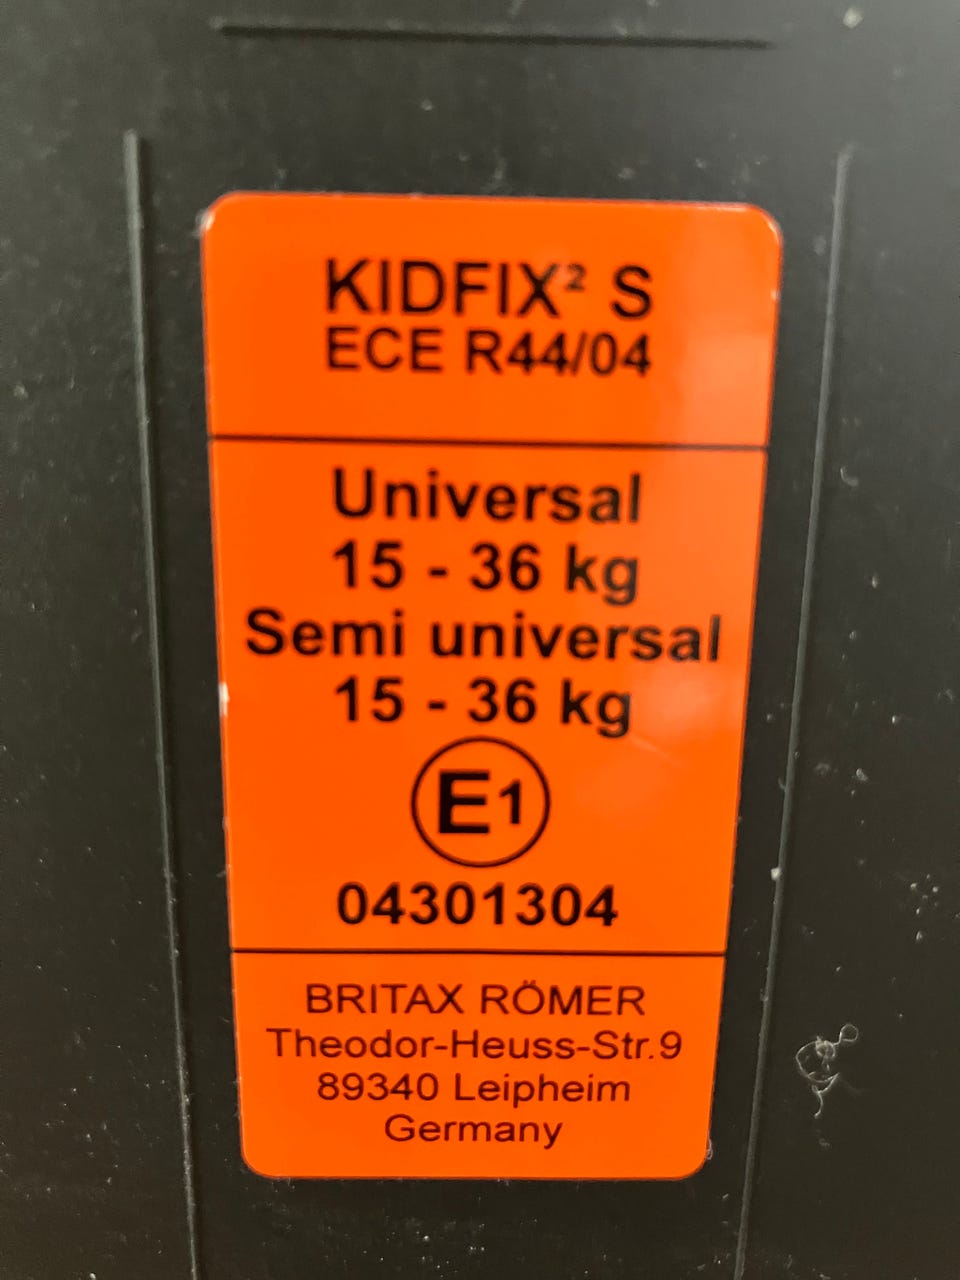 KIDFIX² S
ECE R44/04
Universal
15 - 36 kg
Semi universal
15 - 36 kg
E1
04301304
BRITAX RÖMER
Theodor-Heuss-Str.9
89340 Leipheim
Germany